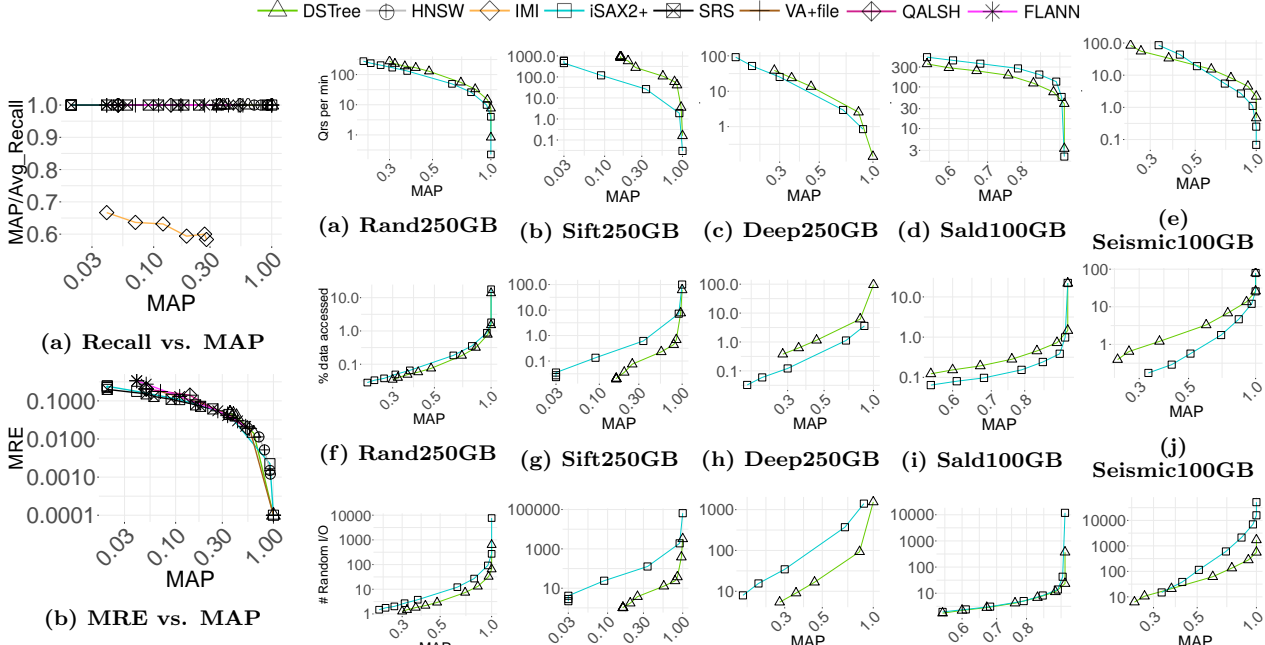 DSTree HNSW IMI iSAX2+ SRS VA+file QALSH FLANN
MAP/Avg_Recall
1.0
0.9
0.8
0.7
0.6
0.03 0.10 0.30 1.00
MAP
(a) Recall vs. MAP
MRE
0.1000
0.0100
0.0010
0.0001
0.03 0.10 0.30 1.00
MAP
(b) MRE vs. MAP
Qrs per min
100
10
1
0.3 0.5 1.0
MAP
(a) Rand250GB
1000.0
100.0
10.0
1.0
0.1
0.03 0.10 0.30 1.00
MAP
(b) Sift250GB
100
10
1
0.3 0.5 1.0
MAP
(c) Deep250GB
300
100
30
10
3
0.6 0.7 0.8
MAP
(d) Sald100GB
100.0
10.0
1.0
0.1
0.3 0.5 1.0
MAP
(e)
Seismic100GB
% data accessed
10.0
1.0
0.1
0.3 0.5 1.0
MAP
(f) Rand250GB
100.0
10.0
1.0
0.1
0.03 0.10 0.30 1.00
MAP
(g) Sift250GB
100.0
10.0
1.0
0.1
0.3 0.5 1.0
MAP
(h) Deep250GB
10.0
1.0
0.1
0.6 0.7 0.8
MAP
(i) Sald100GB
100
10
1
0.3 0.5 1.0
MAP
(j)
Seismic100GB
# Random I/O
10000
1000
100
10
1
0.3 0.5 1.0
MAP
100000
1000
10
0.03 0.10 0.30 1.00
MAP
1000
100
10
0.3 0.5 1.0
MAP
10000
1000
100
10
0.6 0.7 0.8
MAP
10000
1000
100
10
0.3 0.5 1.0
MAP